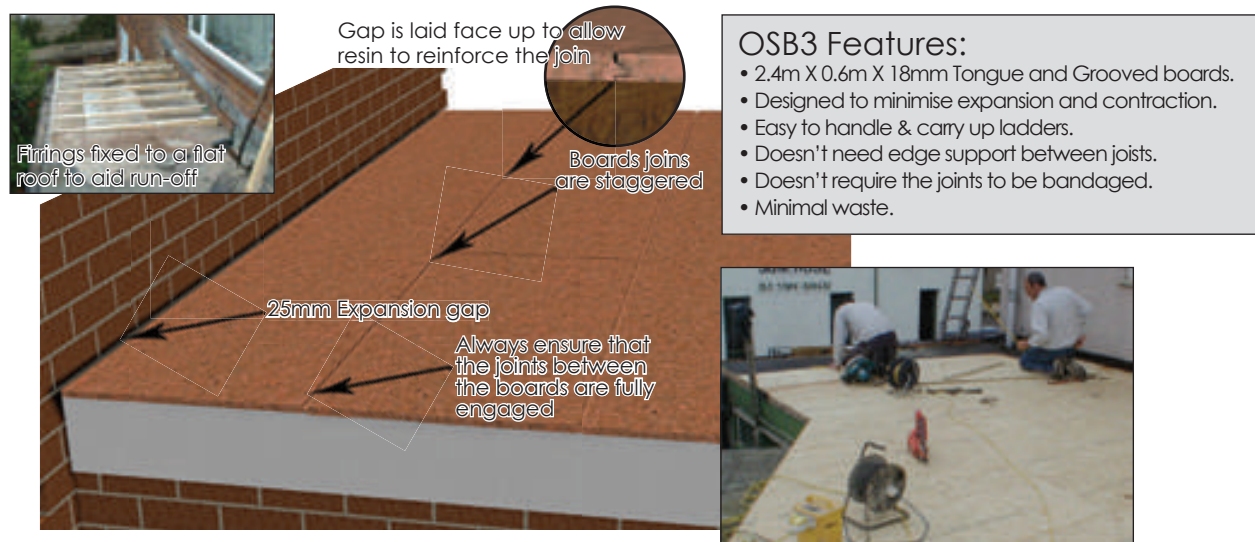 Gap is laid face up to allow
resin to reinforce the join
Firrings fixed to a flat
roof to aid run-off
Boards joins
are staggered
25mm Expansion gap
Always ensure that
the joints between
the boards are fully
engaged
OSB3 Features:
• 2.4m X 0.6m X 18mm Tongue and Grooved boards.
• Designed to minimise expansion and contraction.
• Easy to handle & carry up ladders.
• Doesn't need edge support between joists.
• Doesn't require the joints to be bandaged.
• Minimal waste.